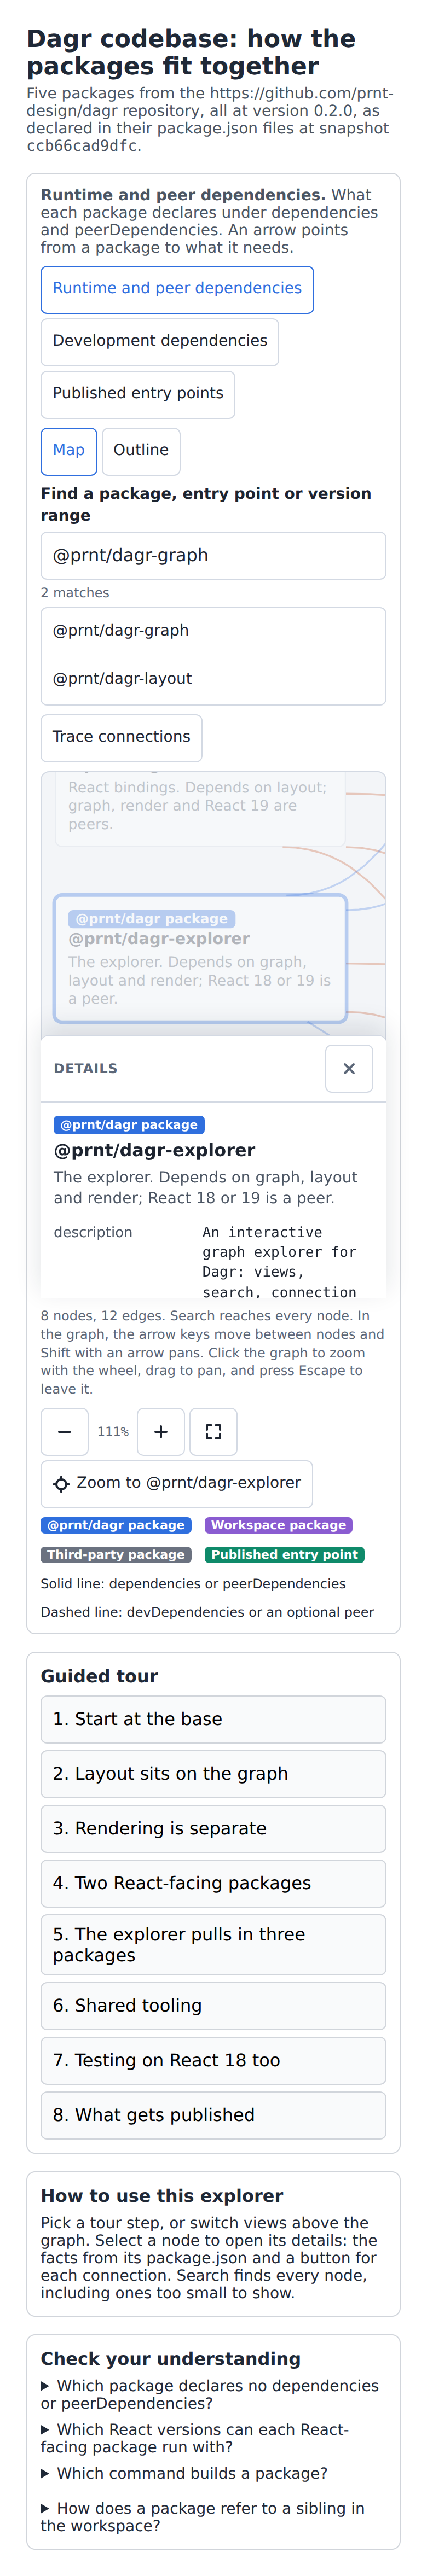 Dagr codebase: how the
packages fit together
Five packages from the https://github.com/prnt-
design/dagr repository, all at version 0.2.0, as
declared in their package.json files at snapshot
ccb66cad9dfc.
Runtime and peer dependencies. What
each package declares under dependencies
and peerDependencies. An arrow points
from a package to what it needs.
Runtime and peer dependencies
Development dependencies
Published entry points
Map
Outline
Find a package, entry point or version
range
@prnt/dagr-graph
2 matches
@prnt/dagr-graph
@prnt/dagr-layout
Trace connections
React bindings. Depends on layout;
graph, render and React 19 are
peers.
@prnt/dagr package
@prnt/dagr-explorer
The explorer. Depends on graph,
layout and render; React 18 or 19 is
a peer.
DETAILS
@prnt/dagr package
@prnt/dagr-explorer
The explorer. Depends on graph, layout
and render; React 18 or 19 is a peer.
description An interactive
graph explorer for
Dagr: views,
search, connection
8 nodes, 12 edges. Search reaches every node. In
the graph, the arrow keys move between nodes and
Shift with an arrow pans. Click the graph to zoom
with the wheel, drag to pan, and press Escape to
leave it.
111%
Zoom to @prnt/dagr-explorer
@prnt/dagr package
Workspace package
Third-party package
Published entry point
Solid line: dependencies or peerDependencies
Dashed line: devDependencies or an optional peer
Guided tour
1. Start at the base
2. Layout sits on the graph
3. Rendering is separate
4. Two React-facing packages
5. The explorer pulls in three
packages
6. Shared tooling
7. Testing on React 18 too
8. What gets published
How to use this explorer
Pick a tour step, or switch views above the
graph. Select a node to open its details: the
facts from its package.json and a button for
each connection. Search finds every node,
including ones too small to show.
Check your understanding
Which package declares no dependencies
or peerDependencies?
Which React versions can each React-
facing package run with?
Which command builds a package?
How does a package refer to a sibling in
the workspace?